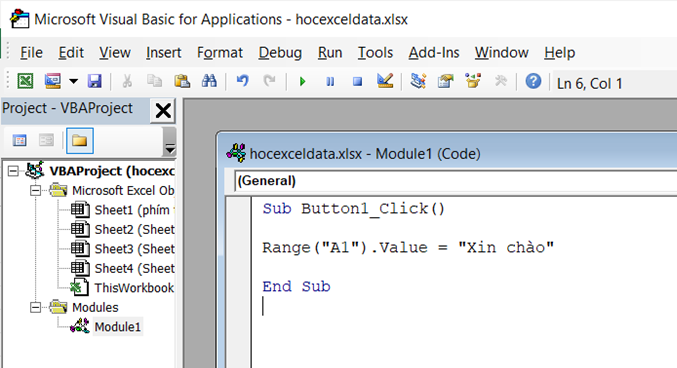 Microsoft Visual Basic for Applications - hocexceldata.xlsx
File Edit View Insert Format Debug Run Tools Add-Ins Window Help
Ln 6, Col 1
Project - VBAProject
VBAProject (hocexc
Microsoft Excel Ob
Sheet1 (phím
Sheet2 (Sheet
Sheet3 (Sheet
Sheet4 (Sheet
ThisWorkbook
Modules
Module1
hocexceldata.xlsx - Module1 (Code)
(General)
Sub Button1_Click()
Range("A1").Value = "Xin chào"
End Sub